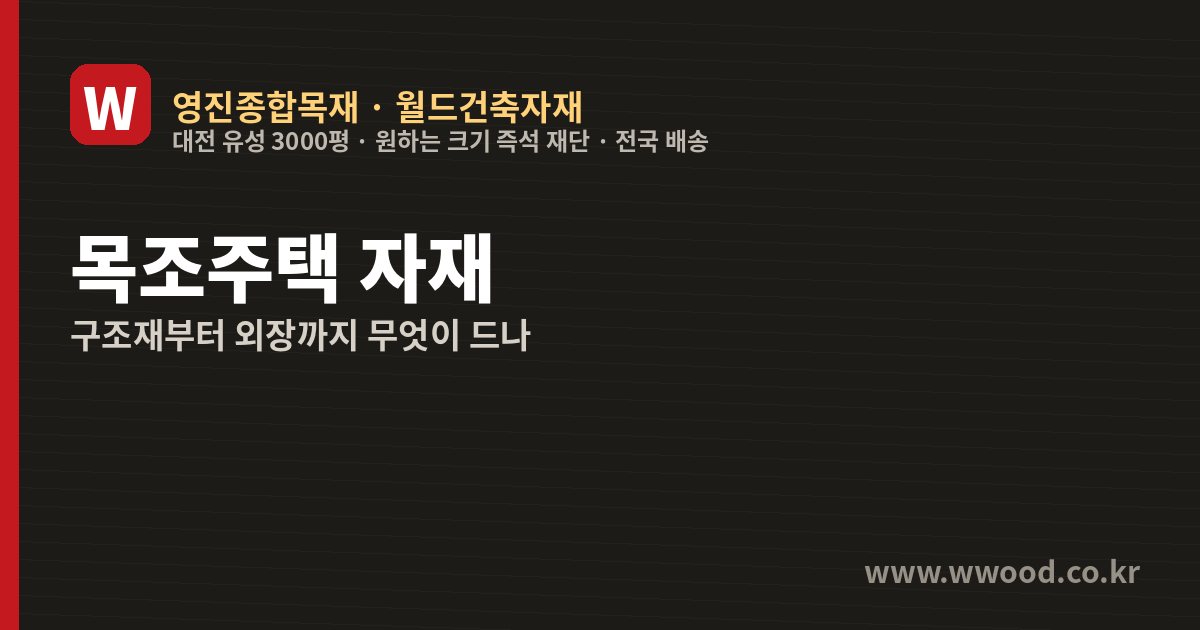 W
영진종합목재 · 월드건축자재
대전 유성 3000평 · 원하는 크기 즉석 재단 · 전국 배송
목조주택 자재
구조재부터 외장까지 무엇이 드나
www.wwood.co.kr